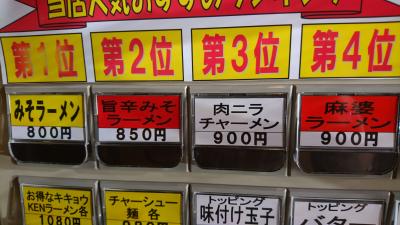 当店人気おすすめランキング
第1位
第2位
第3位
第4位
みそラーメン
800円
旨辛みそ
ラーメン
850円
肉ニラ
チャーメン
900円
麻婆
ラーメン
900円
お得なキキョウ
KENラーメン各
1080円
チャーシュー
麺 各
トッピング
味付け玉子
トッピング
バター